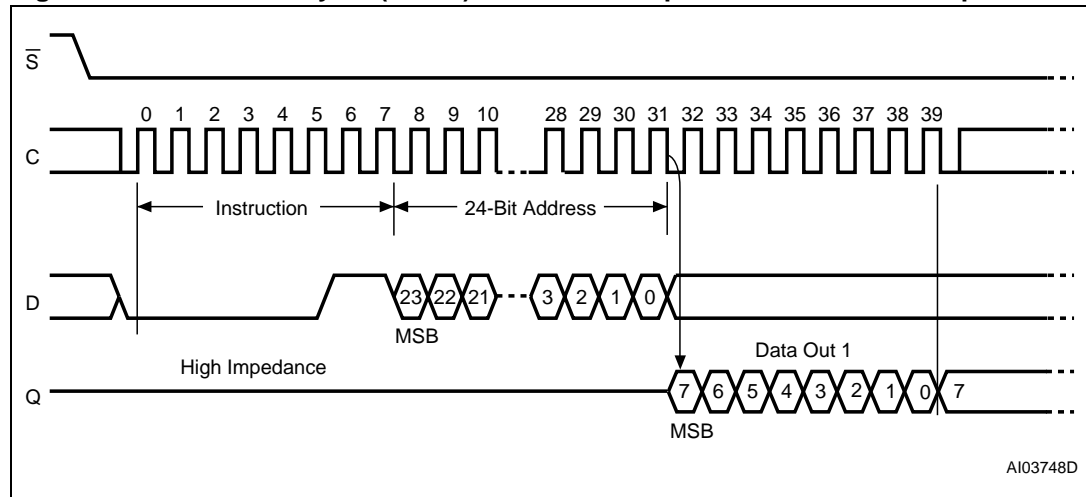 S
0 1 2 3 4 5 6 7 8 9 10 28 29 30 31 32 33 34 35 36 37 38 39
C
Instruction 24-Bit Address
D 23 22 21 3 2 1 0
MSB
High Impedance Data Out 1
Q 7 6 5 4 3 2 1 0 7
MSB
AI03748D